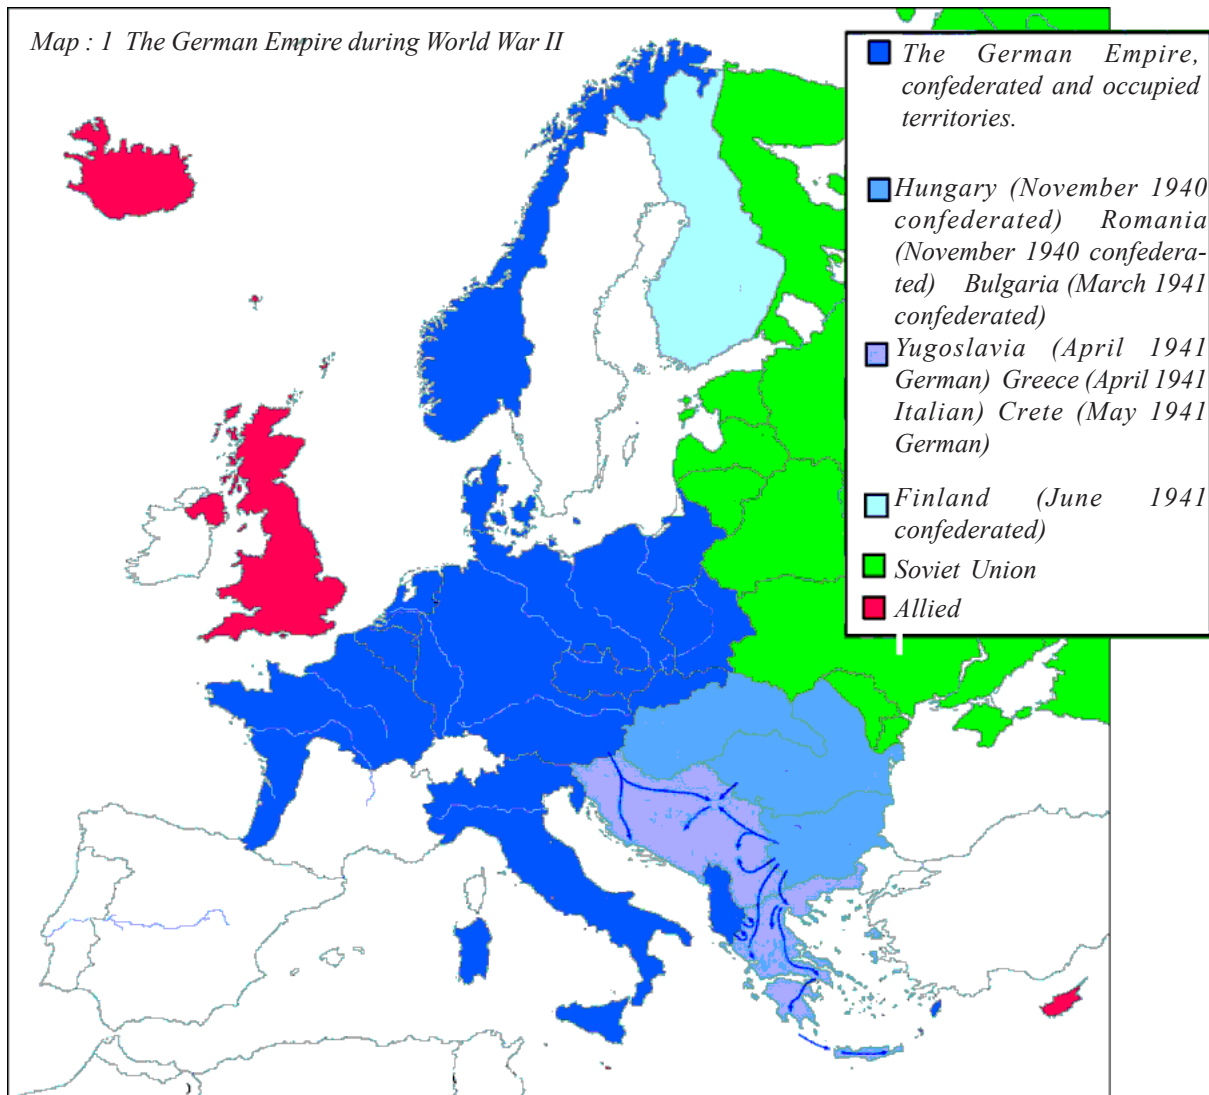 Map : 1 The German Empire during World War II
The German Empire,
confederated and occupied
territories.
Hungary (November 1940
confederated) Romania
(November 1940 confedera-
ted) Bulgaria (March 1941
confederated)
Yugoslavia (April 1941
German) Greece (April 1941
Italian) Crete (May 1941
German)
Finland (June 1941
confederated)
Soviet Union
Allied